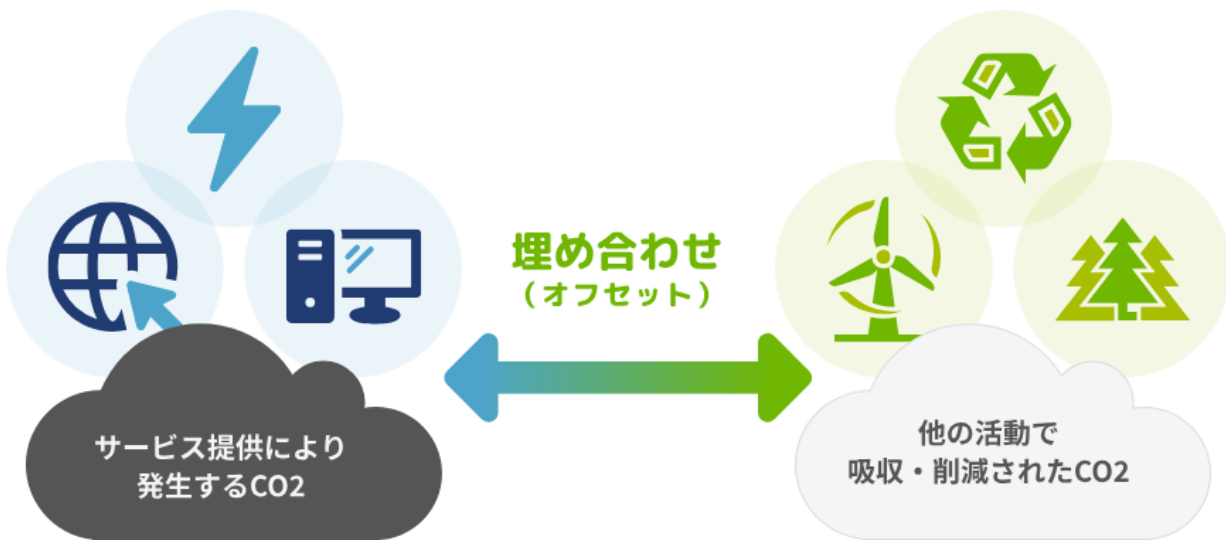 埋め合わせ
（オフセット）
サービス提供により
発生するCO2
他の活動で
吸収・削減されたCO2